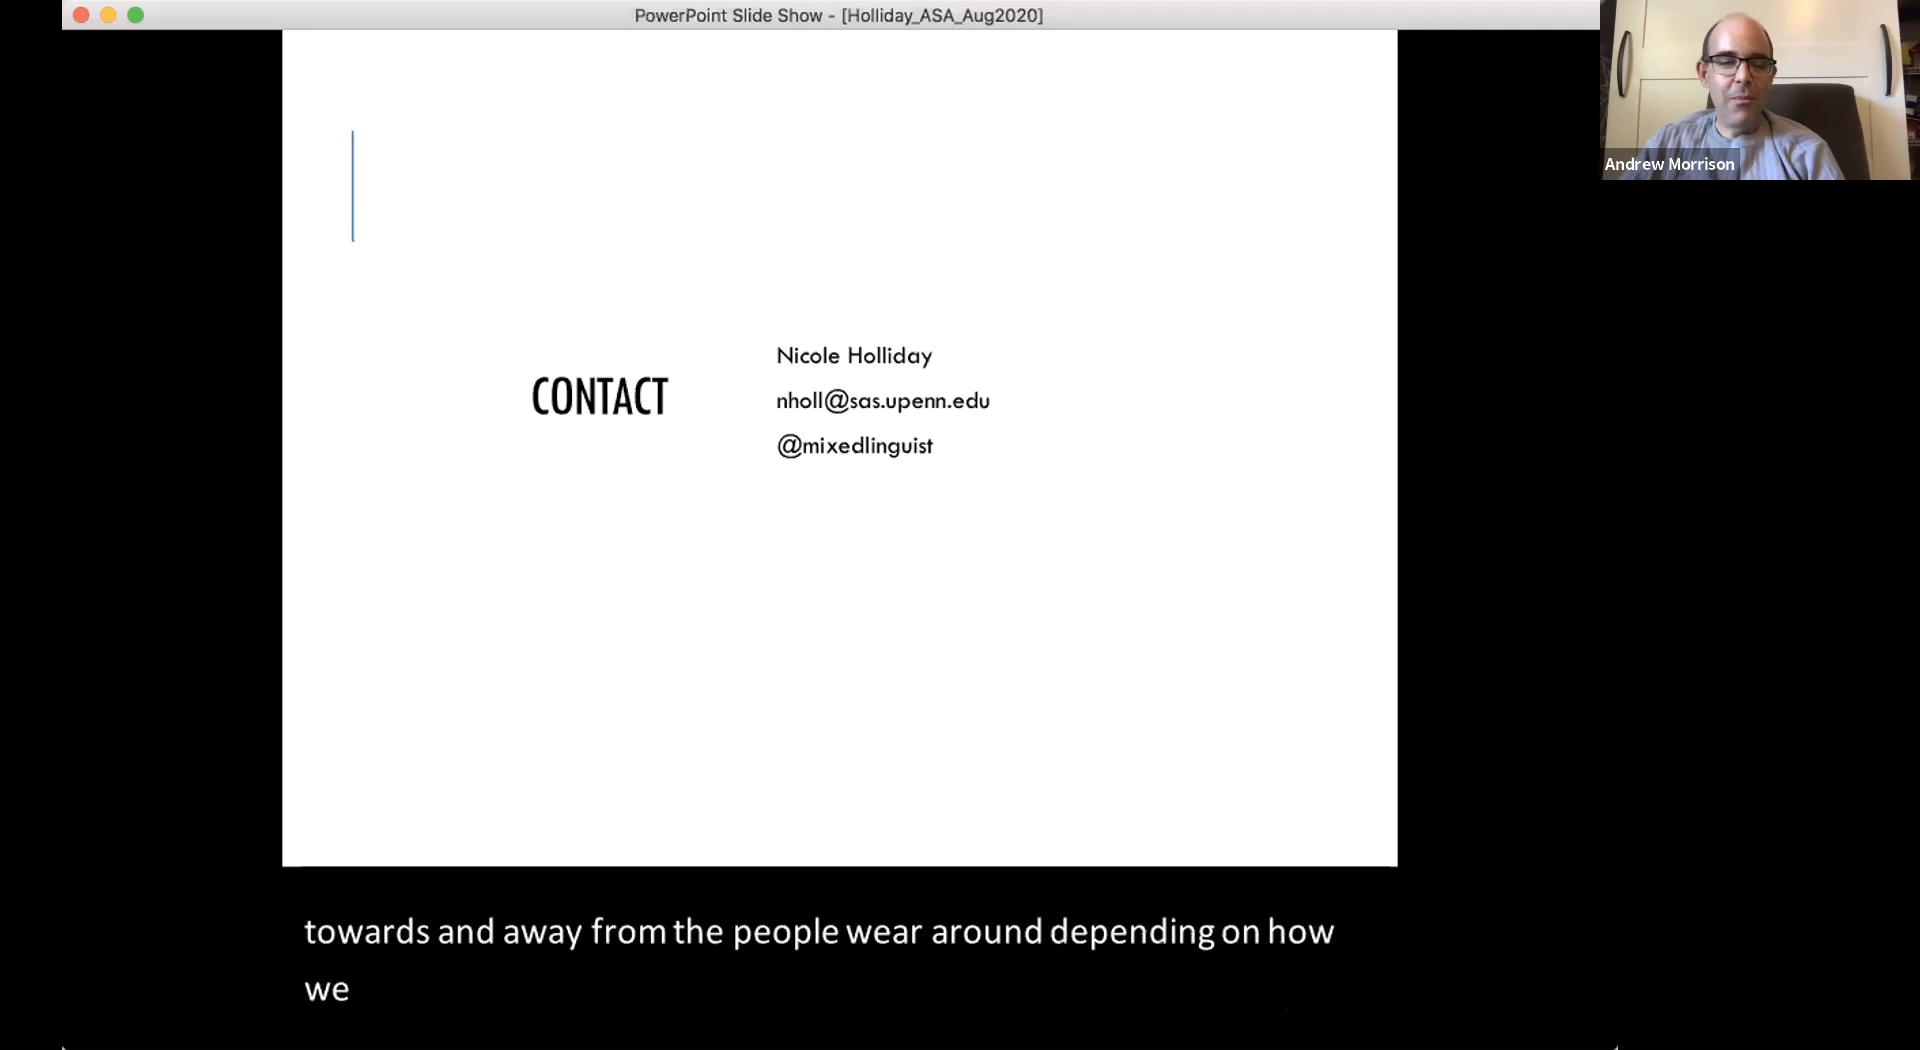 PowerPoint Slide Show - [Holliday_ASA_Aug2020]
Andrew Morrison
CONTACT
Nicole Holliday
nholl@sas.upenn.edu
@mixedlinguist
towards and away from the people wear around depending on how
we